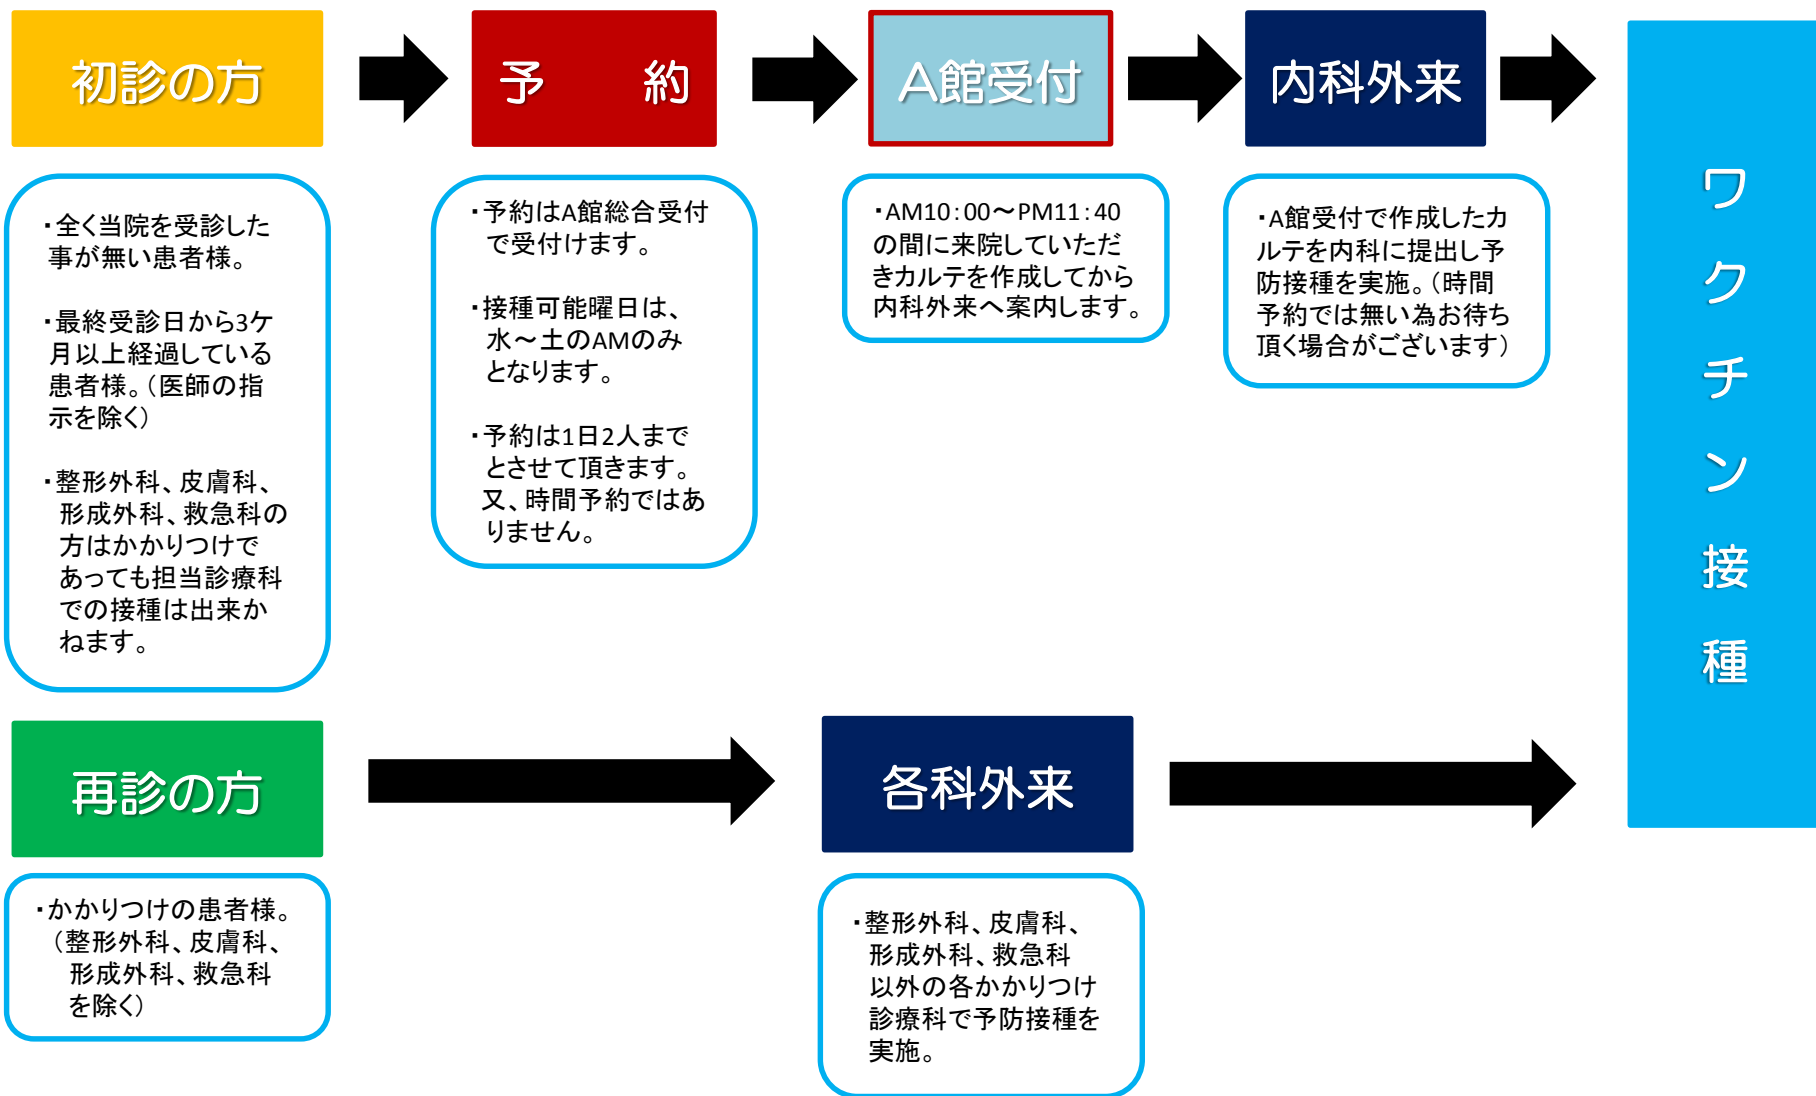 初診の方
予 約
A館受付
内科外来
ワクチン接種
・全く当院を受診した
事が無い患者様。
・最終受診日から3ケ
月以上経過している
患者様。(医師の指
示を除く)
・整形外科、皮膚科、
形成外科、救急科の
方はかかりつけで
あっても担当診療科
での接種は出来か
ねます。
・予約はA館総合受付
で受付けます。
・接種可能曜日は、
水～土のAMのみ
となります。
・予約は1日2人まで
とさせて頂きます。
又、時間予約ではあ
りません。
・AM10:00～PM11:40
の間に来院していただ
きカルテを作成してから
内科外来へ案内します。
・A館受付で作成したカ
ルテを内科に提出し予
防接種を実施。(時間
予約では無い為お待ち
頂く場合がございます)
再診の方
各科外来
・かかりつけの患者様。
(整形外科、皮膚科、
形成外科、救急科
を除く)
・整形外科、皮膚科、
形成外科、救急科
以外の各かかりつけ
診療科で予防接種を
実施。